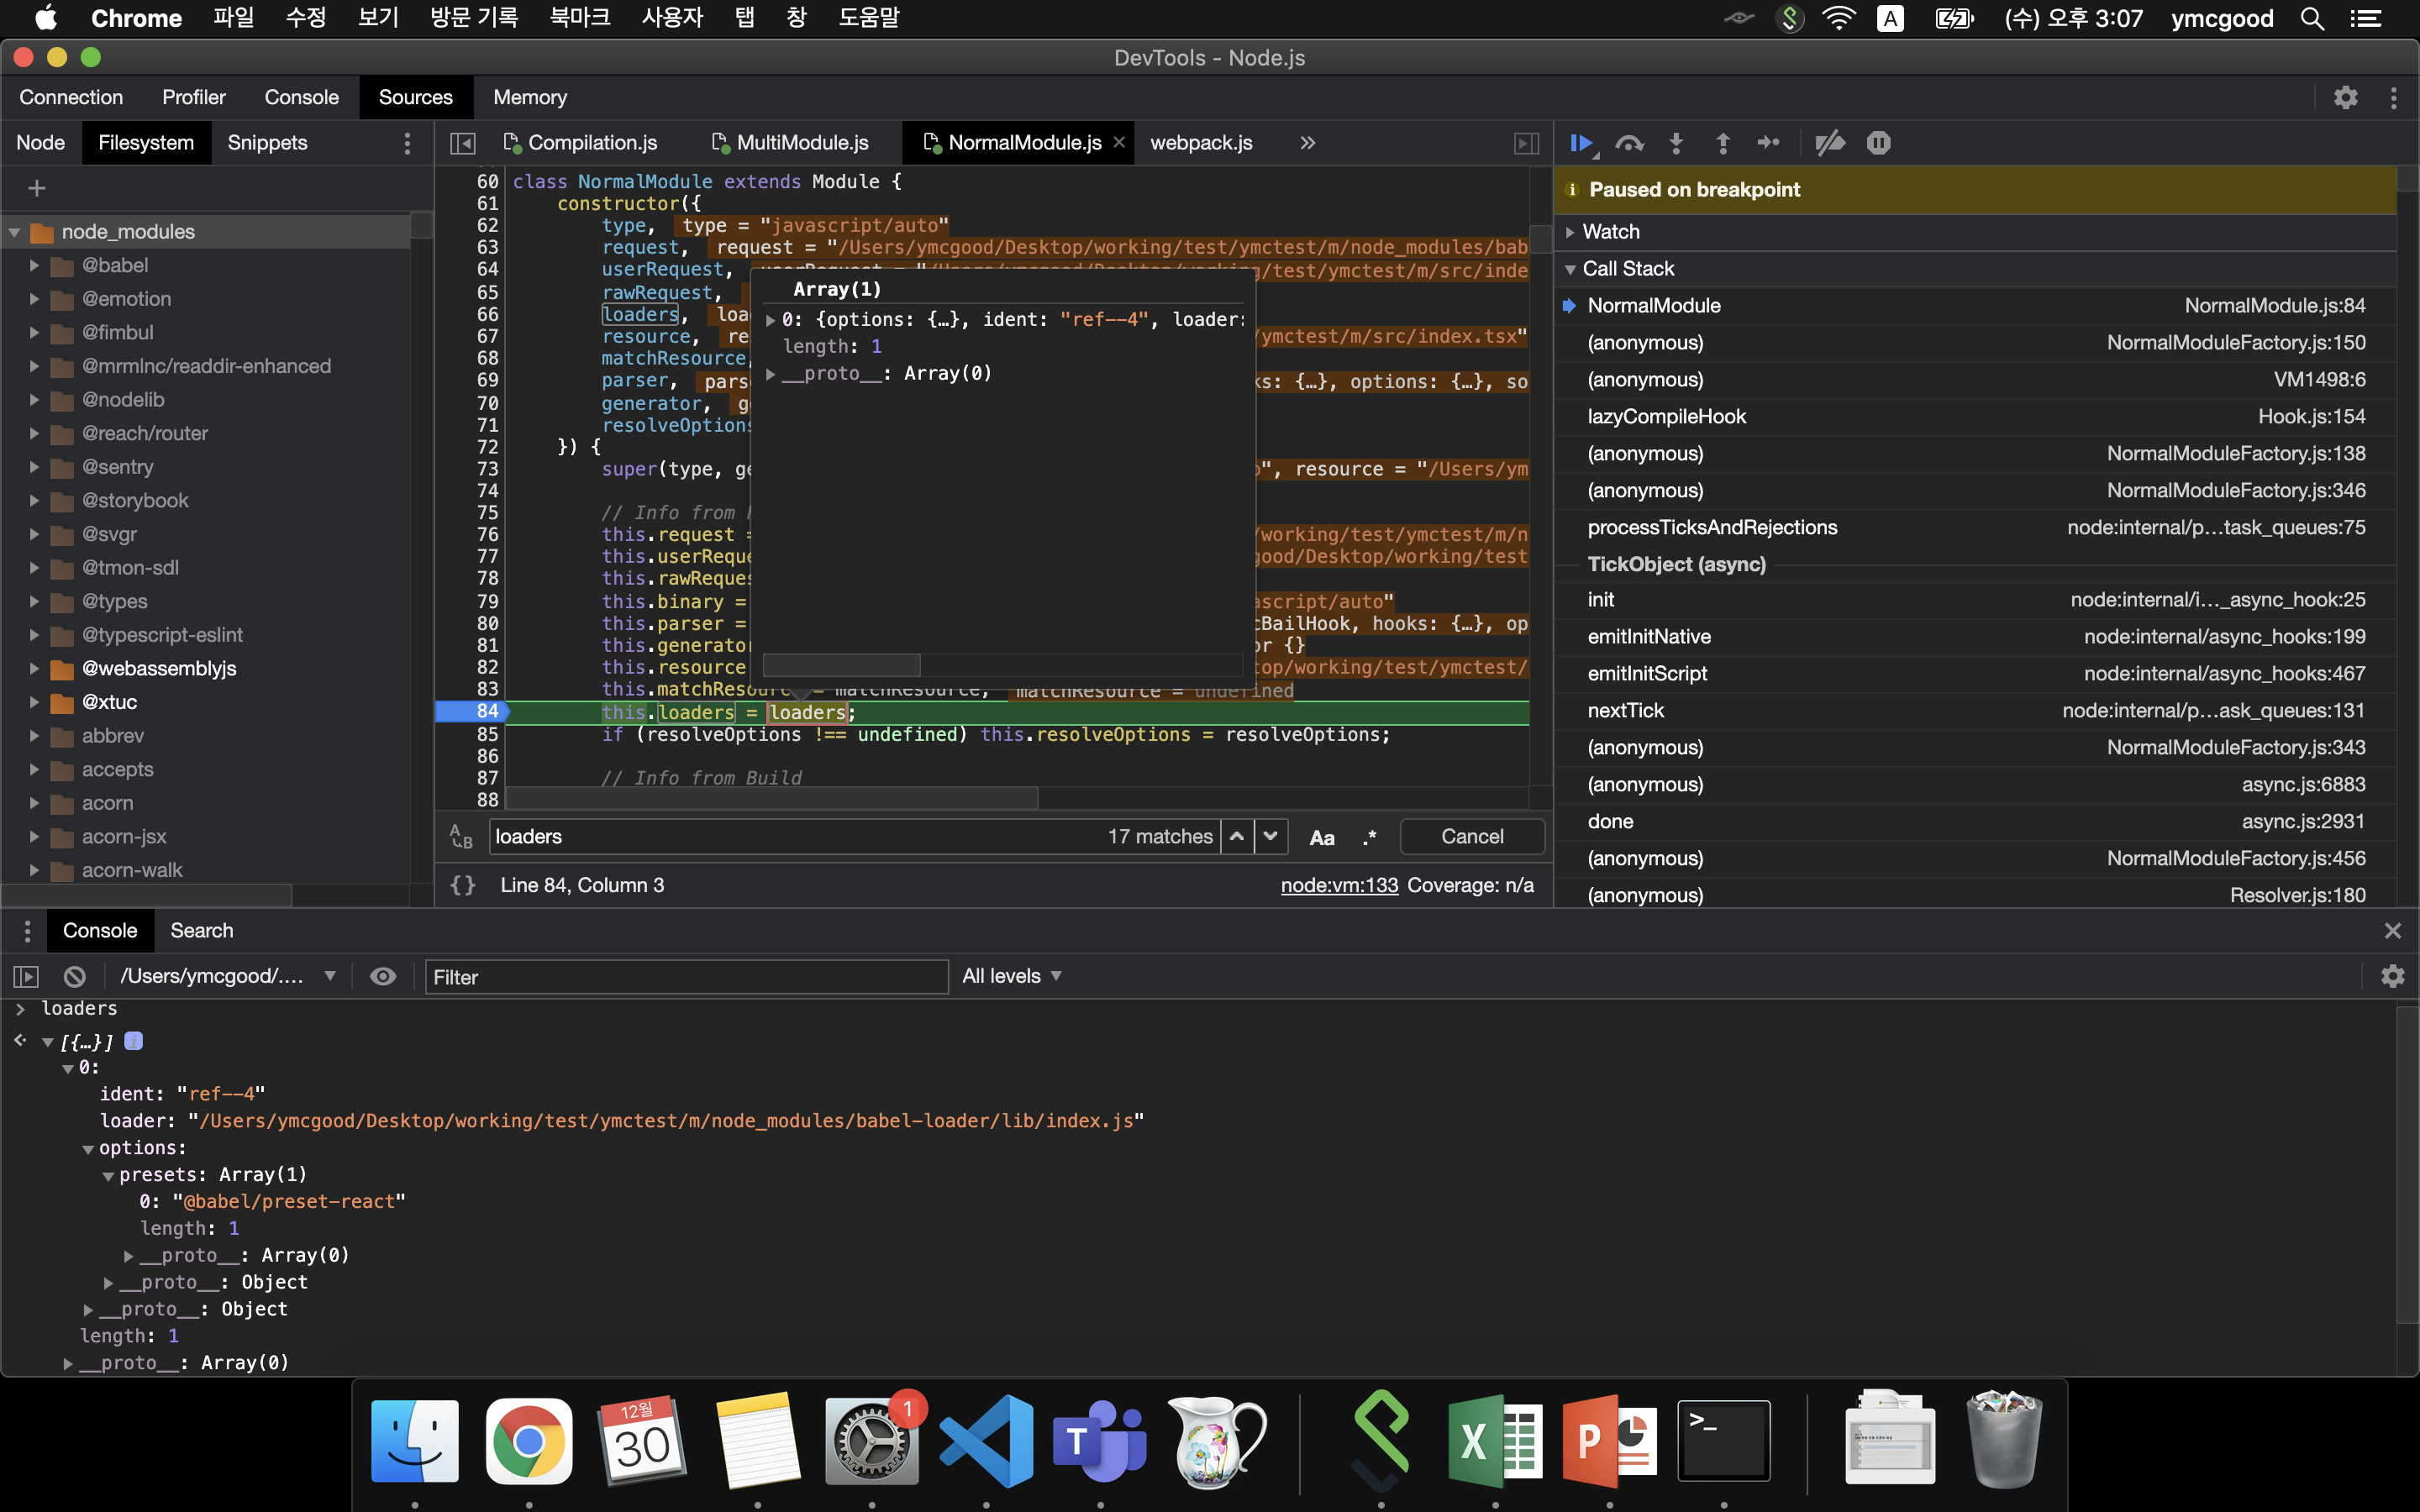 Chrome 파일 수정 보기 방문 기록 북마크 사용자 탭 창 도움말 A (수) 오후 3:07 ymcgood
DevTools - Node.js
Connection Profiler Console Sources Memory
Node Filesystem Snippets Compilation.js MultiModule.js NormalModule.js webpack.js
node_modules
@babel
@emotion
@fimbul
@mrmlnc/readdir-enhanced
@nodelib
@reach/router
@sentry
@storybook
@svgr
@tmon-sdl
@types
@typescript-eslint
@webassemblyjs
@xtuc
abbrev
accepts
acorn
acorn-jsx
acorn-walk
60 class NormalModule extends Module {
61 constructor({
62 type, type = "javascript/auto"
63 request, request = "/Users/ymcgood/Desktop/working/test/ymctest/m/node_modules/bab
64 userRequest, userRequest = "/Users/ymcgood/Desktop/working/test/ymctest/m/src/inde
65 rawRequest,
66 loaders, loa
67 resource, re /ymctest/m/src/index.tsx"
68 matchResource,
69 parser, pars ks: {…}, options: {…}, so
70 generator, g
71 resolveOptions
72 }) {
73 super(type, ge ", resource = "/Users/ym
74
75 // Info from
76 this.request = /working/test/ymctest/m/n
77 this.userReque good/Desktop/working/test
78 this.rawReques
79 this.binary = ascript/auto"
80 this.parser = cBailHook, hooks: {…}, op
81 this.generator or {}
82 this.resource top/working/test/ymctest/
83 this.matchResource = matchResource, matchResource = undefined
84 this.loaders = loaders;
85 if (resolveOptions !== undefined) this.resolveOptions = resolveOptions;
86
87 // Info from Build
88
Array(1)
0: {options: {…}, ident: "ref--4", loader:
length: 1
__proto__: Array(0)
loaders 17 matches Aa .* Cancel
{} Line 84, Column 3 node:vm:133 Coverage: n/a
Paused on breakpoint
Watch
Call Stack
NormalModule NormalModule.js:84
(anonymous) NormalModuleFactory.js:150
(anonymous) VM1498:6
lazyCompileHook Hook.js:154
(anonymous) NormalModuleFactory.js:138
(anonymous) NormalModuleFactory.js:346
processTicksAndRejections node:internal/p…task_queues:75
TickObject (async)
init node:internal/i…_async_hook:25
emitInitNative node:internal/async_hooks:199
emitInitScript node:internal/async_hooks:467
nextTick node:internal/p…ask_queues:131
(anonymous) NormalModuleFactory.js:343
(anonymous) async.js:6883
done async.js:2931
(anonymous) NormalModuleFactory.js:456
(anonymous) Resolver.js:180
Console Search
/Users/ymcgood/.… Filter All levels
loaders
[{…}] i
0:
ident: "ref--4"
loader: "/Users/ymcgood/Desktop/working/test/ymctest/m/node_modules/babel-loader/lib/index.js"
options:
presets: Array(1)
0: "@babel/preset-react"
length: 1
__proto__: Array(0)
__proto__: Object
__proto__: Object
length: 1
__proto__: Array(0)
12월
30
1
T
X
P
>_